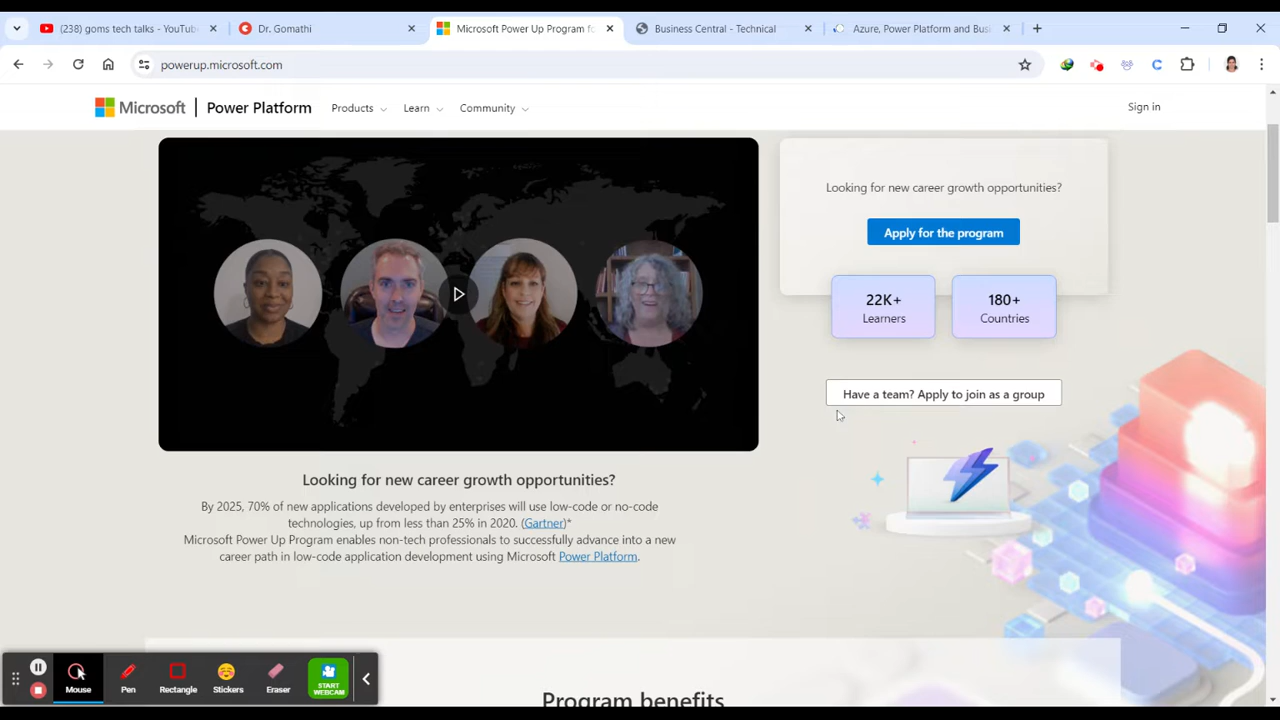 (238) goms tech talks - YouTube
Dr. Gomathi
Microsoft Power Up Program fo
Business Central - Technical
Azure, Power Platform and Busi
powerup.microsoft.com
Microsoft
Power Platform
Products
Learn
Community
Sign in
Looking for new career growth opportunities?
Apply for the program
22K+
Learners
180+
Countries
Have a team? Apply to join as a group
Looking for new career growth opportunities?
By 2025, 70% of new applications developed by enterprises will use low-code or no-code
technologies, up from less than 25% in 2020. (Gartner)*
Microsoft Power Up Program enables non-tech professionals to successfully advance into a new
career path in low-code application development using Microsoft Power Platform.
Program benefits
Mouse
Pen
Rectangle
Stickers
Eraser
START
WEBCAM